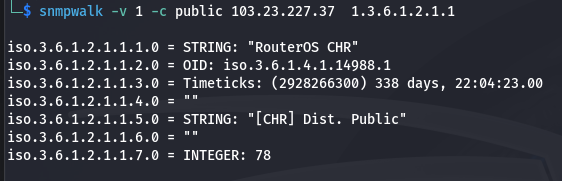 $ snmpwalk -v 1 -c public 103.23.227.37 1.3.6.1.2.1.1
iso.3.6.1.2.1.1.1.0 = STRING: "RouterOS CHR"
iso.3.6.1.2.1.1.2.0 = OID: iso.3.6.1.4.1.14988.1
iso.3.6.1.2.1.1.3.0 = Timeticks: (2928266300) 338 days, 22:04:23.00
iso.3.6.1.2.1.1.4.0 = ""
iso.3.6.1.2.1.1.5.0 = STRING: "[CHR] Dist. Public"
iso.3.6.1.2.1.1.6.0 = ""
iso.3.6.1.2.1.1.7.0 = INTEGER: 78